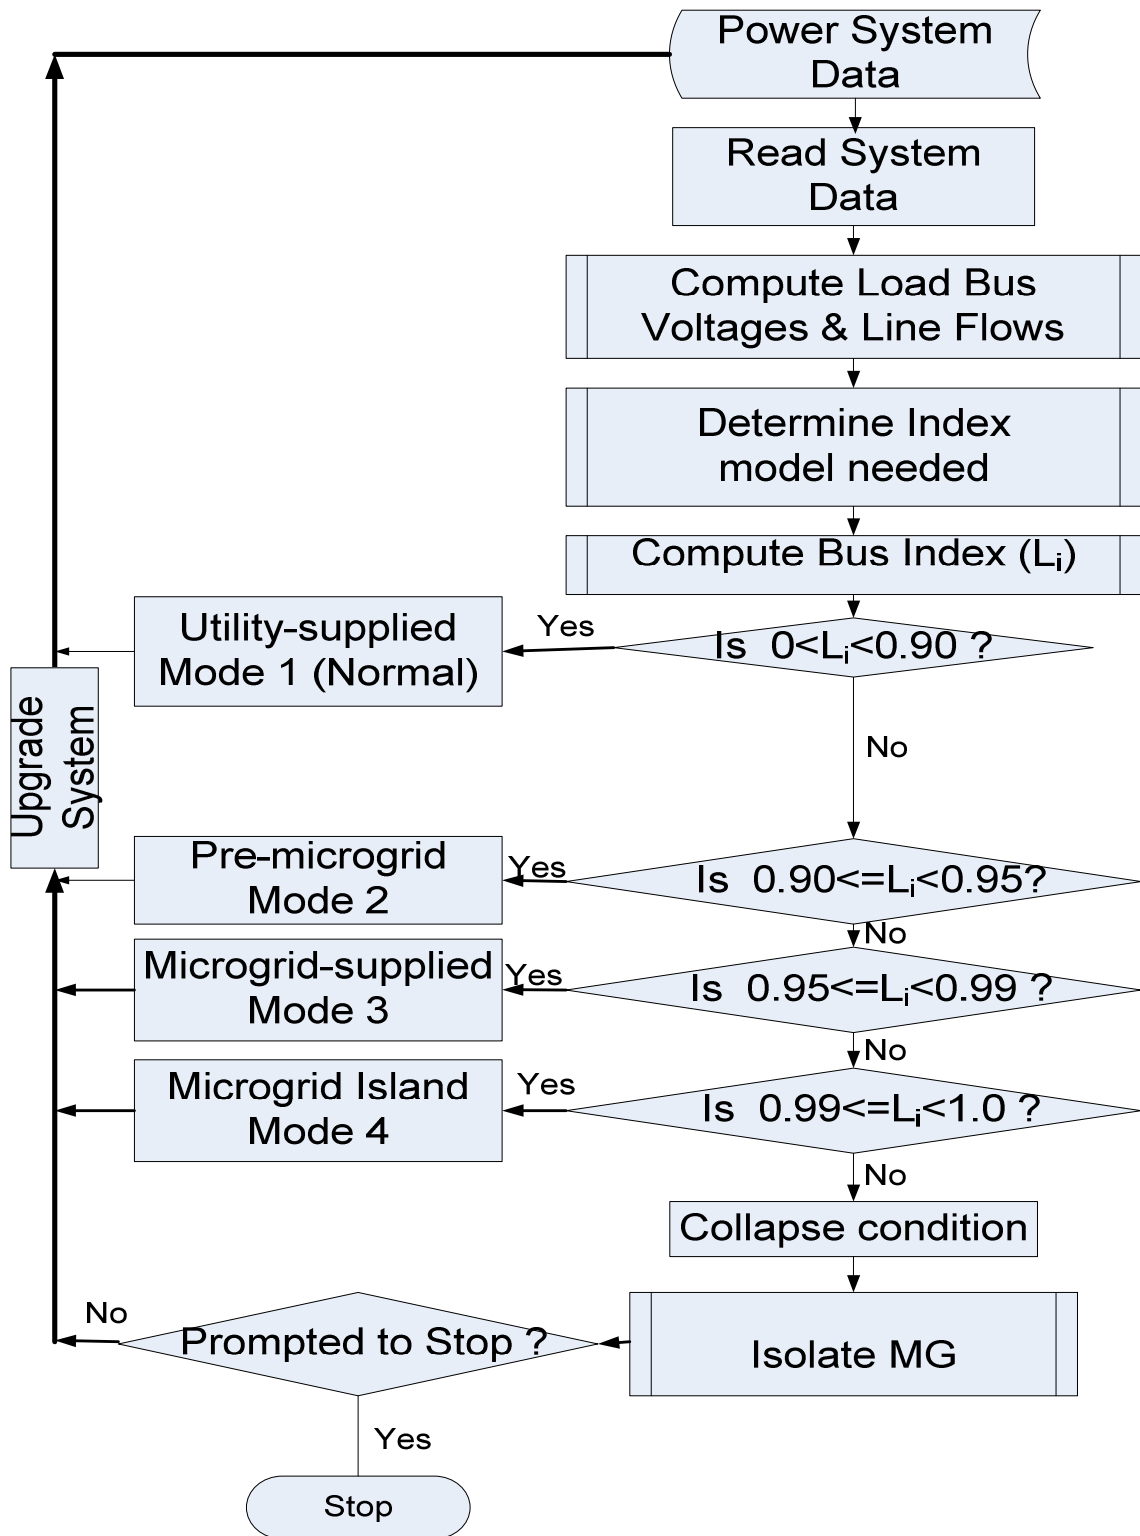 Power System
Data
Read System
Data
Compute Load Bus
Voltages & Line Flows
Determine Index
model needed
Compute Bus Index (Lᵢ)
Is 0<Lᵢ<0.90 ?
Yes
Utility-supplied
Mode 1 (Normal)
No
Upgrade
System
Is 0.90<=Lᵢ<0.95?
Yes
Pre-microgrid
Mode 2
No
Is 0.95<=Lᵢ<0.99 ?
Yes
Microgrid-supplied
Mode 3
No
Is 0.99<=Lᵢ<1.0 ?
Yes
Microgrid Island
Mode 4
No
Collapse condition
Isolate MG
Prompted to Stop ?
No
Yes
Stop